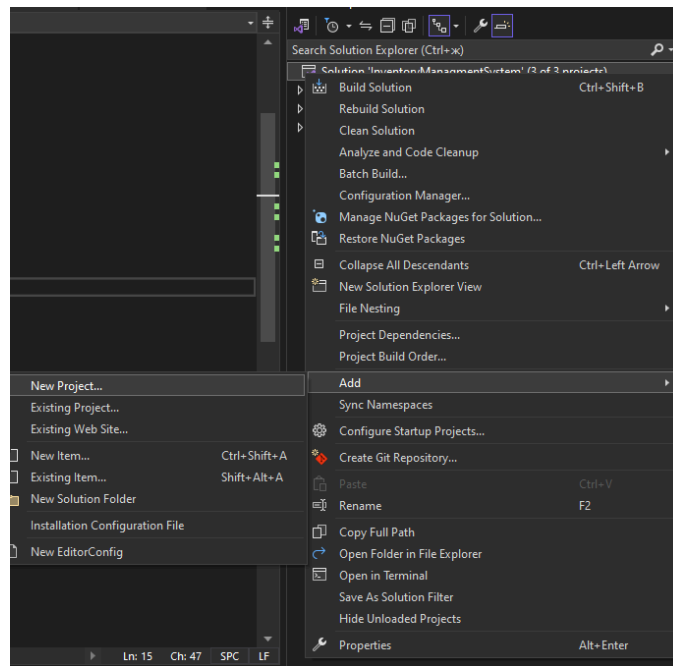 Search Solution Explorer (Ctrl+ж)
Solution 'InventoryManagmentSystem' (3 of 3 projects)
Build Solution Ctrl+Shift+B
Rebuild Solution
Clean Solution
Analyze and Code Cleanup
Batch Build...
Configuration Manager...
Manage NuGet Packages for Solution...
Restore NuGet Packages
Collapse All Descendants Ctrl+Left Arrow
New Solution Explorer View
File Nesting
Project Dependencies...
Project Build Order...
Add
Sync Namespaces
Configure Startup Projects...
Create Git Repository...
Paste Ctrl+V
Rename F2
Copy Full Path
Open Folder in File Explorer
Open in Terminal
Save As Solution Filter
Hide Unloaded Projects
Properties Alt+Enter
New Project...
Existing Project...
Existing Web Site...
New Item... Ctrl+Shift+A
Existing Item... Shift+Alt+A
New Solution Folder
Installation Configuration File
New EditorConfig
Ln: 15 Ch: 47 SPC LF